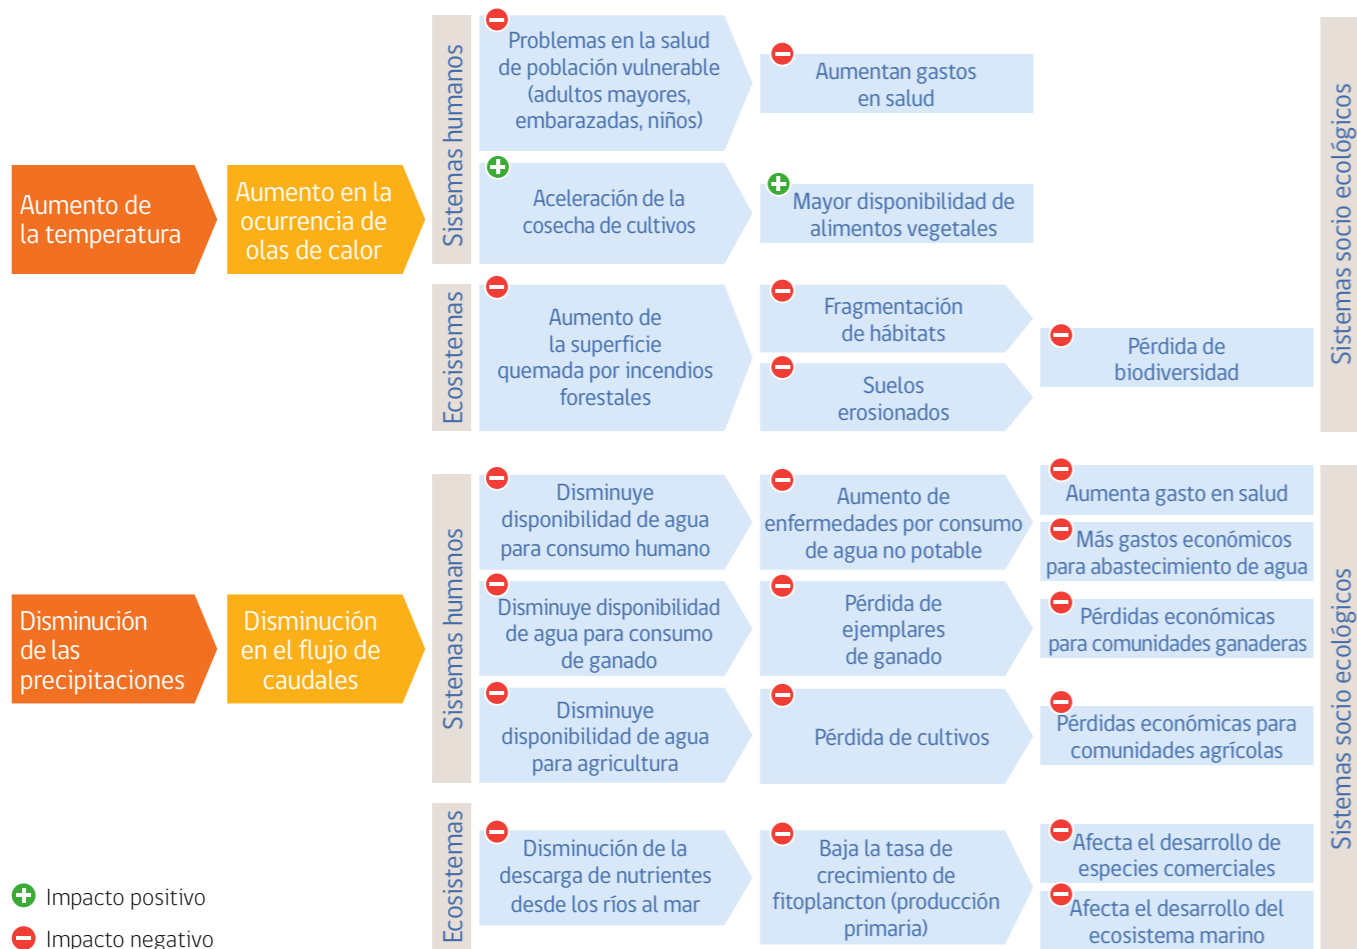 Aumento de
la temperatura
Aumento en la
ocurrencia de
olas de calor
Sistemas humanos
Problemas en la salud
de población vulnerable
(adultos mayores,
embarazadas, niños)
Aumentan gastos
en salud
Aceleración de la
cosecha de cultivos
Mayor disponibilidad de
alimentos vegetales
Ecosistemas
Aumento de
la superficie
quemada por incendios
forestales
Fragmentación
de hábitats
Suelos
erosionados
Pérdida de
biodiversidad
Sistemas socio ecológicos
Disminución
de las
precipitaciones
Disminución
en el flujo de
caudales
Sistemas humanos
Disminuye
disponibilidad de agua
para consumo humano
Aumento de
enfermedades por consumo
de agua no potable
Aumenta gasto en salud
Más gastos económicos
para abastecimiento de agua
Disminuye disponibilidad
de agua para consumo
de ganado
Pérdida de
ejemplares
de ganado
Pérdidas económicas
para comunidades ganaderas
Disminuye
disponibilidad de agua
para agricultura
Pérdida de cultivos
Pérdidas económicas para
comunidades agrícolas
Ecosistemas
Disminución de la
descarga de nutrientes
desde los ríos al mar
Baja la tasa de
crecimiento de
fitoplancton (producción
primaria)
Afecta el desarrollo de
especies comerciales
Afecta el desarrollo del
ecosistema marino
Sistemas socio ecológicos
Impacto positivo
Impacto negativo